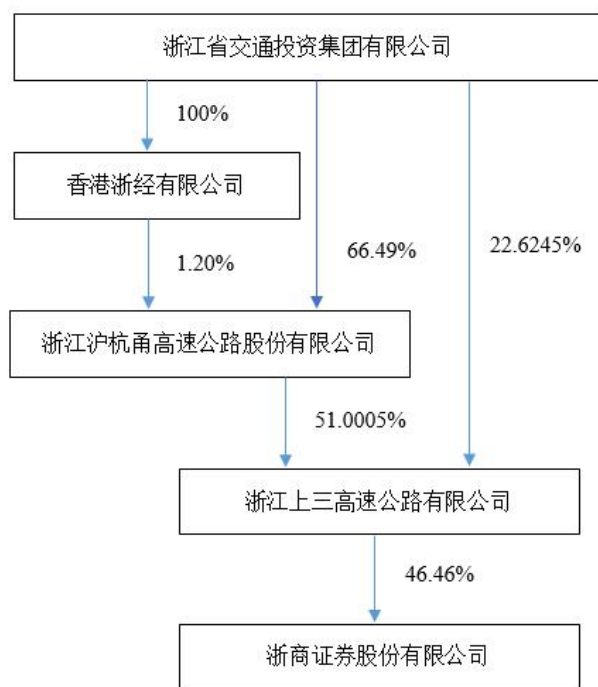 浙江省交通投资集团有限公司
100%
香港浙经有限公司
1.20%
66.49%
22.6245%
浙江沪杭甬高速公路股份有限公司
51.0005%
浙江上三高速公路有限公司
46.46%
浙商证券股份有限公司